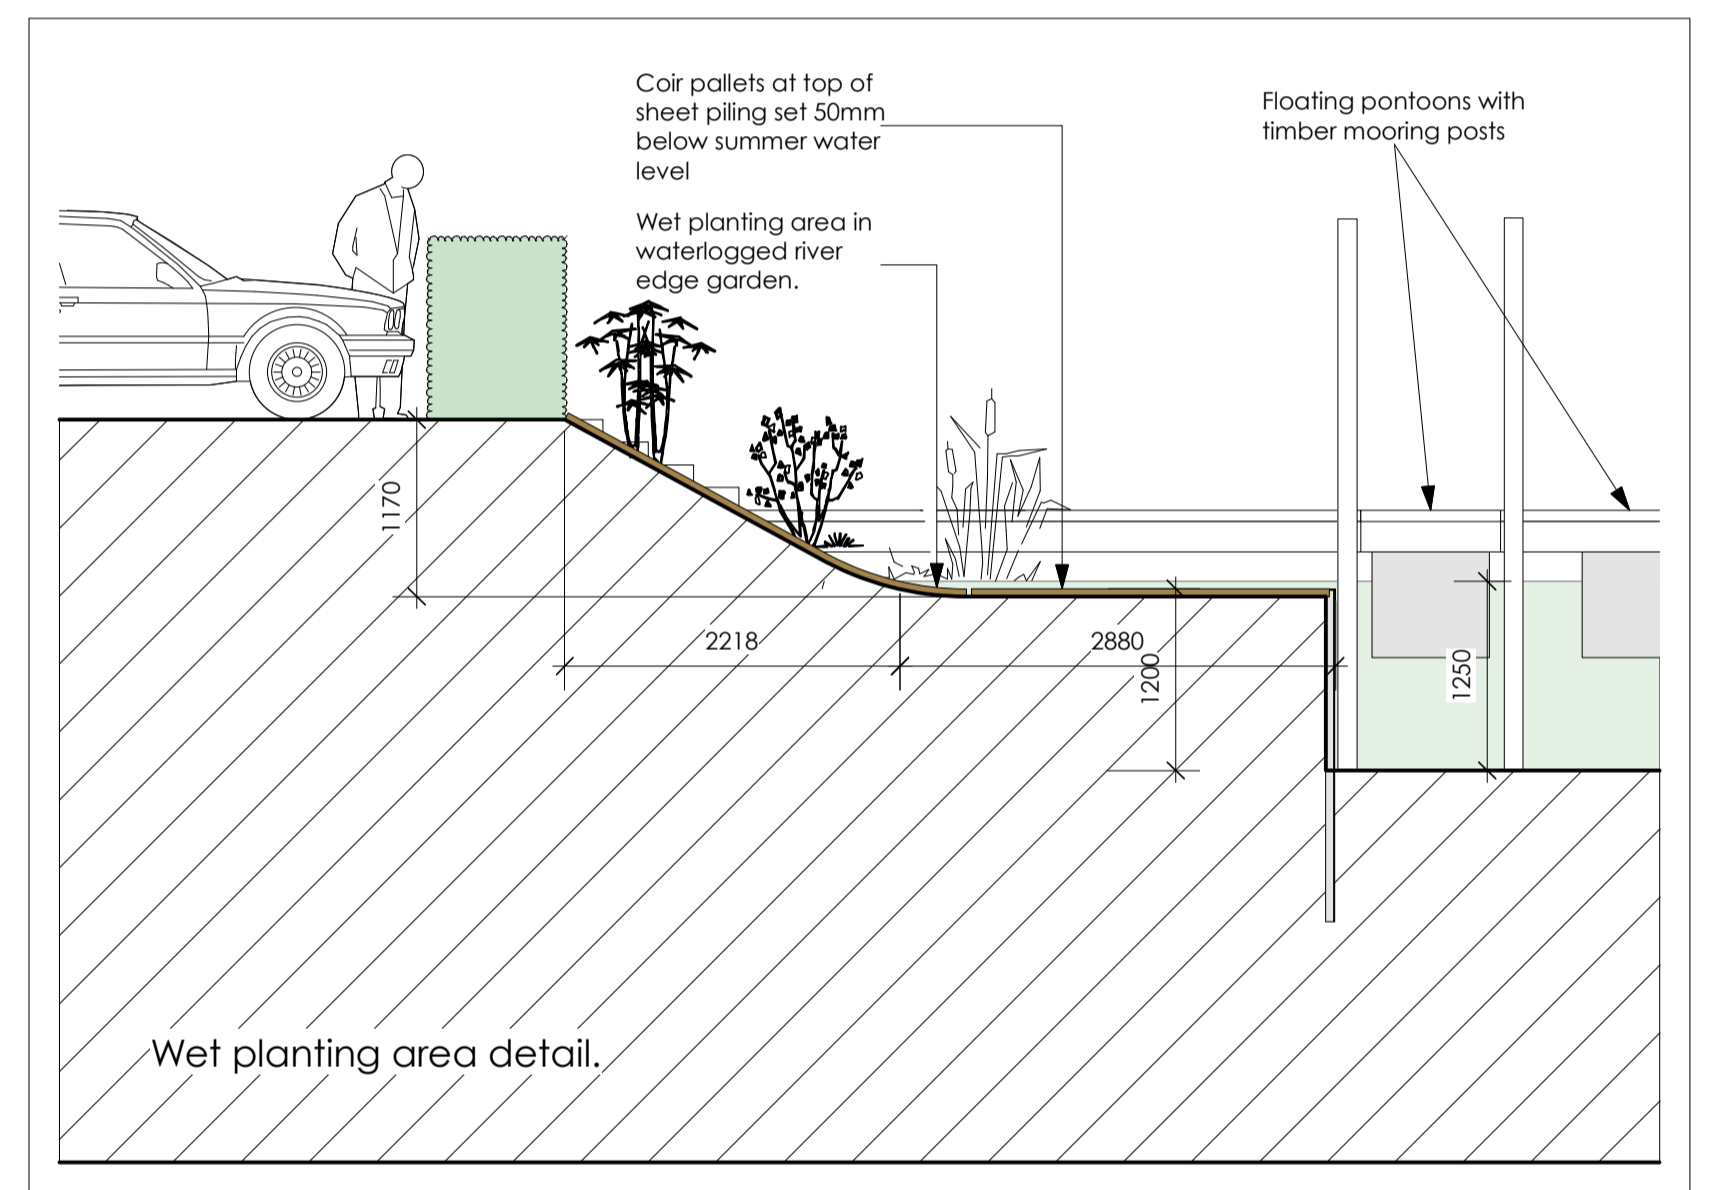 Coir pallets at top of
sheet piling set 50mm
below summer water
level
Wet planting area in
waterlogged river
edge garden.
Floating pontoons with
timber mooring posts
1170
2218
2880
1200
1250
Wet planting area detail.